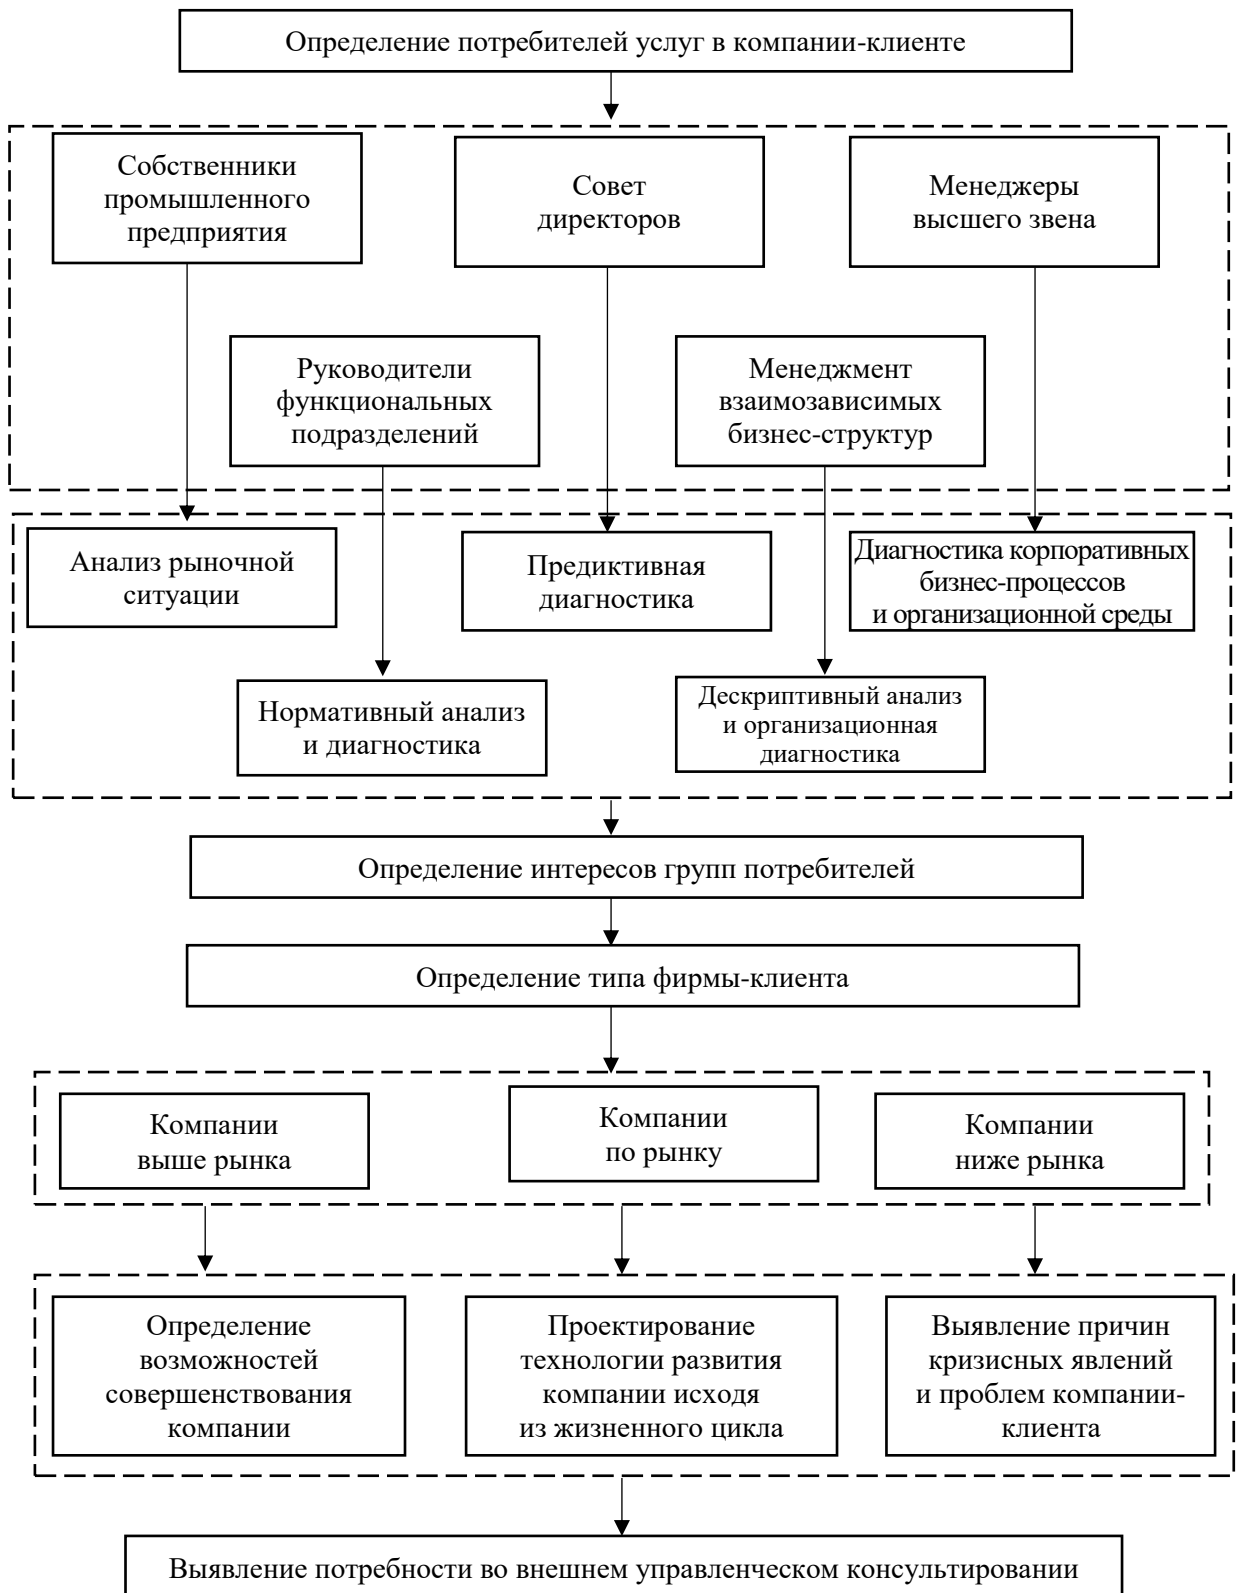 Определение потребителей услуг в компании-клиенте
Собственники
промышленного
предприятия
Совет
директоров
Менеджеры
высшего звена
Руководители
функциональных
подразделений
Менеджмент
взаимозависимых
бизнес-структур
Анализ рыночной
ситуации
Предиктивная
диагностика
Диагностика корпоративных
бизнес-процессов
и организационной среды
Нормативный анализ
и диагностика
Дескриптивный анализ
и организационная
диагностика
Определение интересов групп потребителей
Определение типа фирмы-клиента
Компании
выше рынка
Компании
по рынку
Компании
ниже рынка
Определение
возможностей
совершенствования
компании
Проектирование
технологии развития
компании исходя
из жизненного цикла
Выявление причин
кризисных явлений
и проблем компании-
клиента
Выявление потребности во внешнем управленческом консультировании